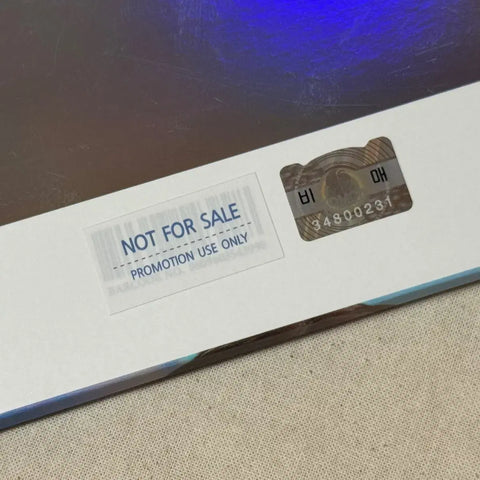 NOT FOR SALE
PROMOTION USE ONLY
비 매
34800231